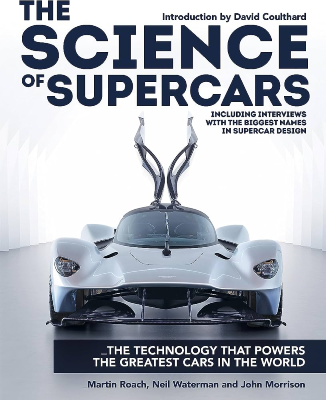 Introduction by David Coulthard
THE
SCIENCE
OF SUPERCARS
INCLUDING INTERVIEWS
WITH THE BIGGEST NAMES
IN SUPERCAR DESIGN
...THE TECHNOLOGY THAT POWERS
THE GREATEST CARS IN THE WORLD
Martin Roach, Neil Waterman and John Morrison